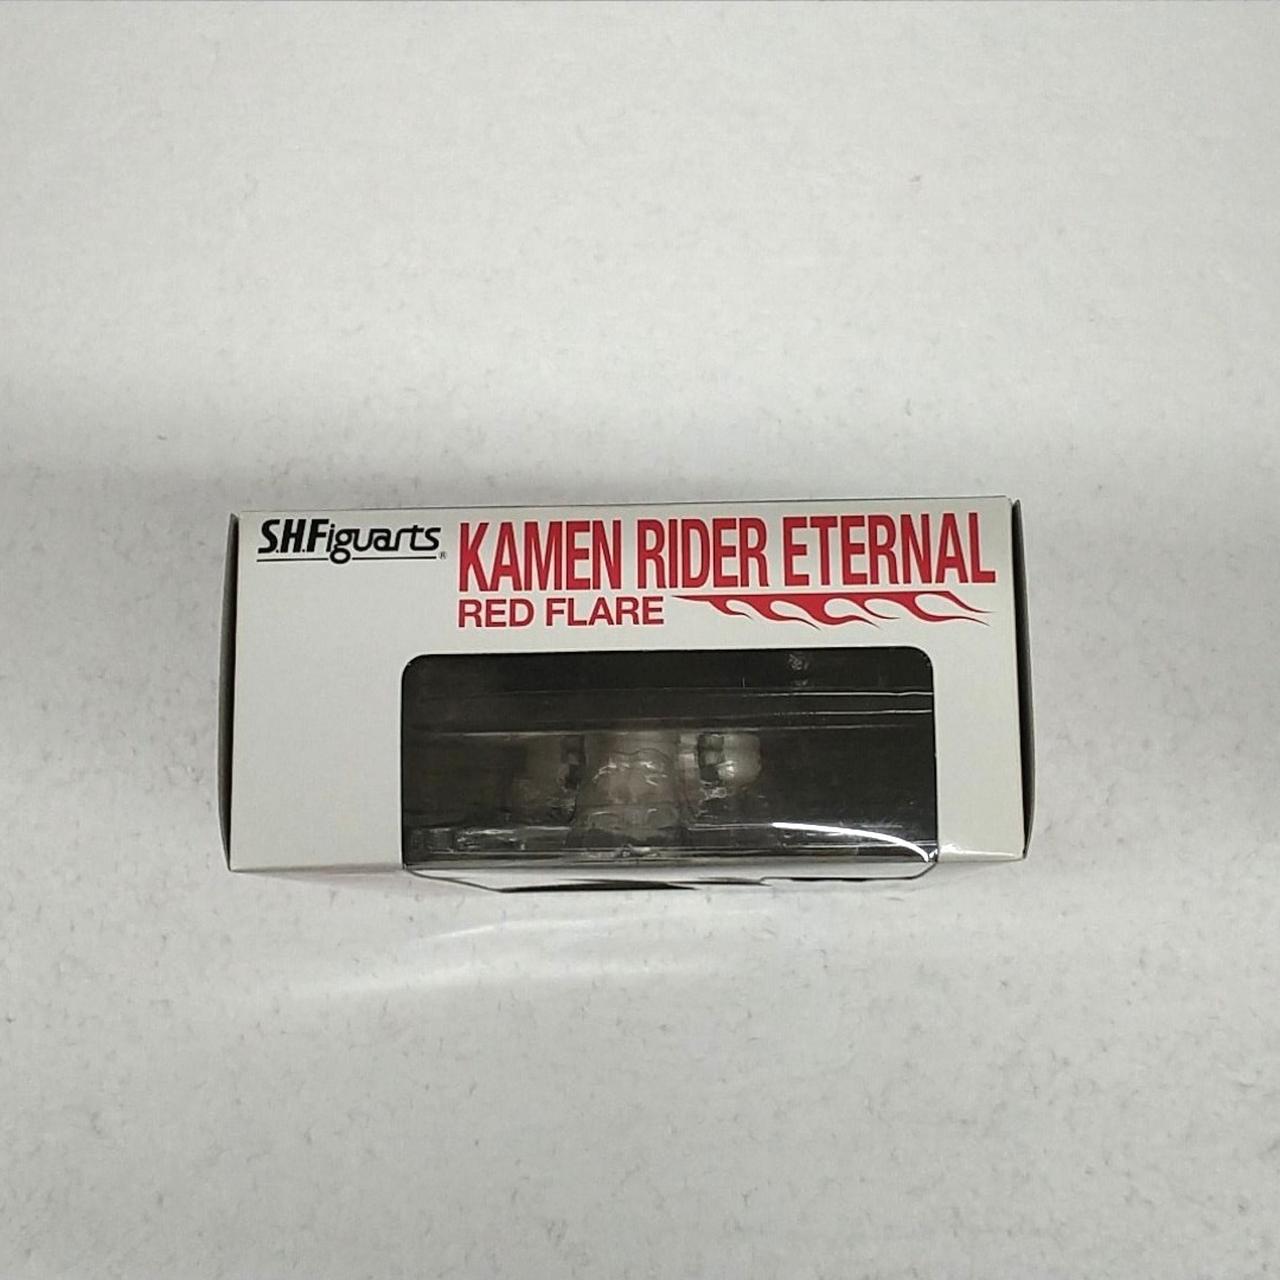 S.H.Figuarts®
KAMEN RIDER ETERNAL
RED FLARE